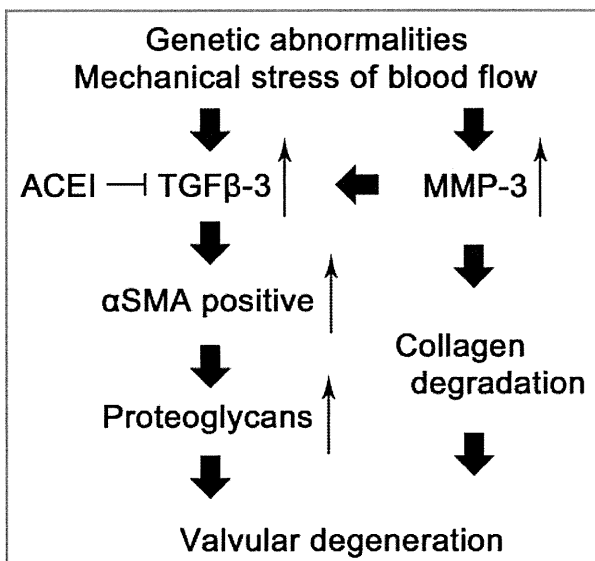 Genetic abnormalities
Mechanical stress of blood flow
ACEI TGFβ-3 MMP-3
αSMA positive
Collagen
degradation
Proteoglycans
Valvular degeneration